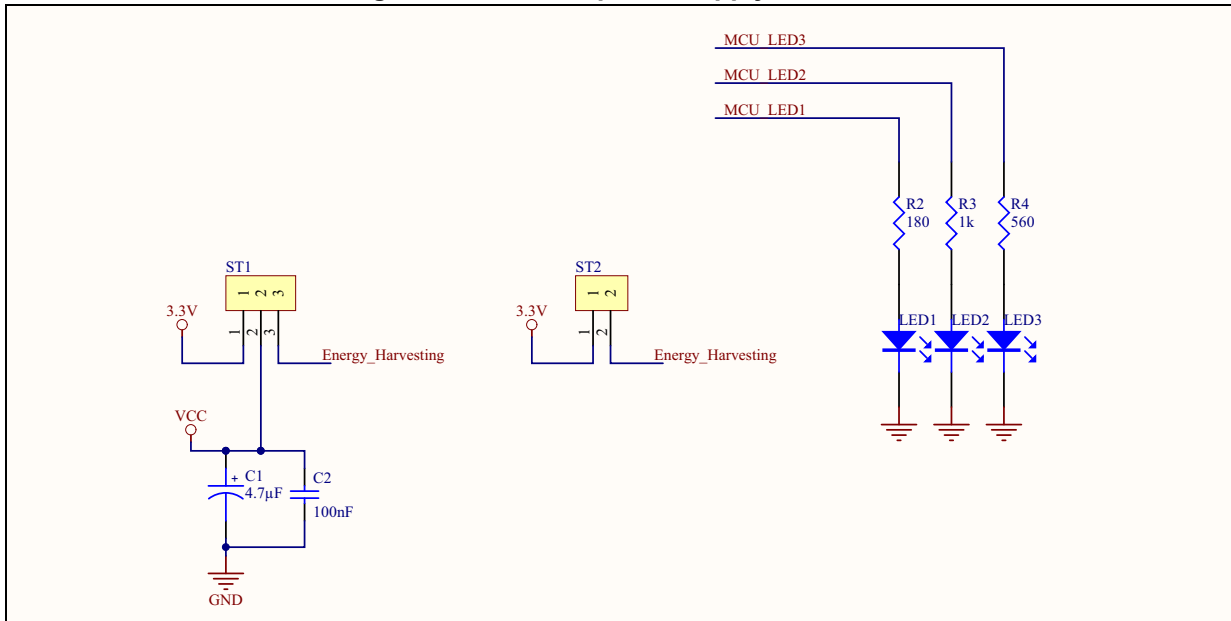 MCU_LED3
MCU_LED2
MCU_LED1
R2
180
R3
1k
R4
560
ST1
1 2 3
3.3V
1 2 3
Energy_Harvesting
ST2
1 2
3.3V
1 2
Energy_Harvesting
LED1
LED2
LED3
VCC
+
C1
4.7µF
C2
100nF
GND